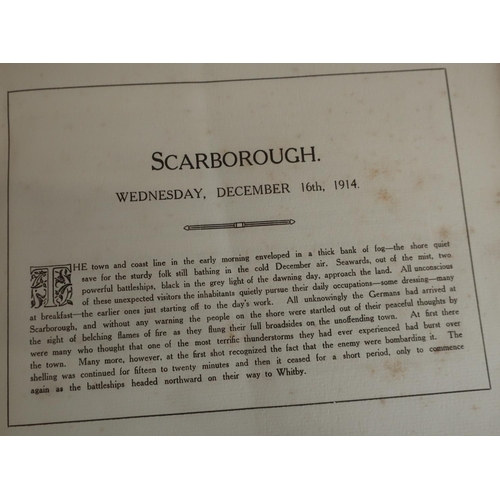 SCARBOROUGH.
WEDNESDAY, DECEMBER 16th, 1914.
THE town and coast line in the early morning enveloped in a thick bank of fog—the shore quiet
save for the sturdy folk still bathing in the cold December air. Seawards, out of the mist, two
powerful battleships, black in the grey light of the dawning day, approach the land. All unconscious
of these unexpected visitors the inhabitants quietly pursue their daily occupations—some dressing—many
at breakfast—the earlier ones just starting off to the day's work. All unknowingly the Germans had arrived at
Scarborough, and without any warning the people on the shore were startled out of their peaceful thoughts by
the sight of belching flames of fire as they flung their full broadsides on the unoffending town. At first there
were many who thought that one of the most terrific thunderstorms they had ever experienced had burst over
the town. Many more, however, at the first shot recognized the fact that the enemy were bombarding it. The
shelling was continued for fifteen to twenty minutes and then it ceased for a short period, only to commence
again as the battleships headed northward on their way to Whitby.